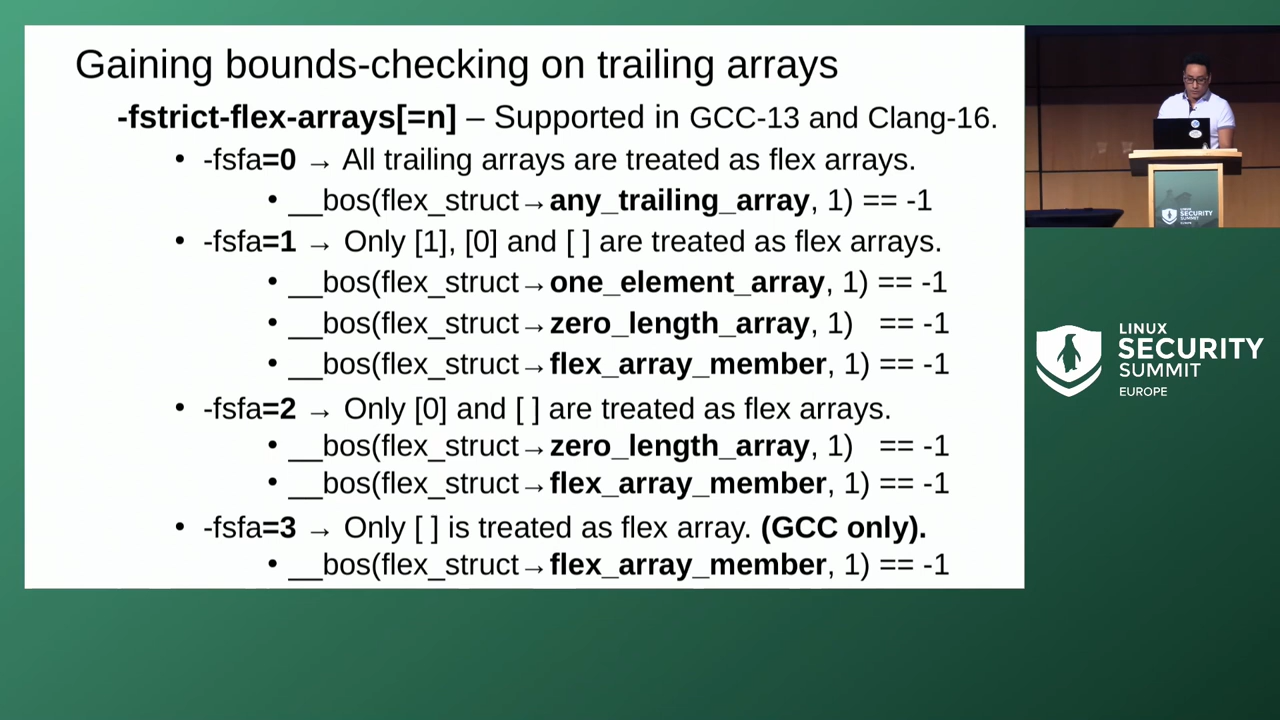 Gaining bounds-checking on trailing arrays
-fstrict-flex-arrays[=n] – Supported in GCC-13 and Clang-16.
• -fsfa=0 → All trailing arrays are treated as flex arrays.
• __bos(flex_struct→any_trailing_array, 1) == -1
• -fsfa=1 → Only [1], [0] and [ ] are treated as flex arrays.
• __bos(flex_struct→one_element_array, 1) == -1
• __bos(flex_struct→zero_length_array, 1) == -1
• __bos(flex_struct→flex_array_member, 1) == -1
• -fsfa=2 → Only [0] and [ ] are treated as flex arrays.
• __bos(flex_struct→zero_length_array, 1) == -1
• __bos(flex_struct→flex_array_member, 1) == -1
• -fsfa=3 → Only [ ] is treated as flex array. (GCC only).
• __bos(flex_struct→flex_array_member, 1) == -1
LINUX
SECURITY
SUMMIT
LINUX
SECURITY
SUMMIT
EUROPE